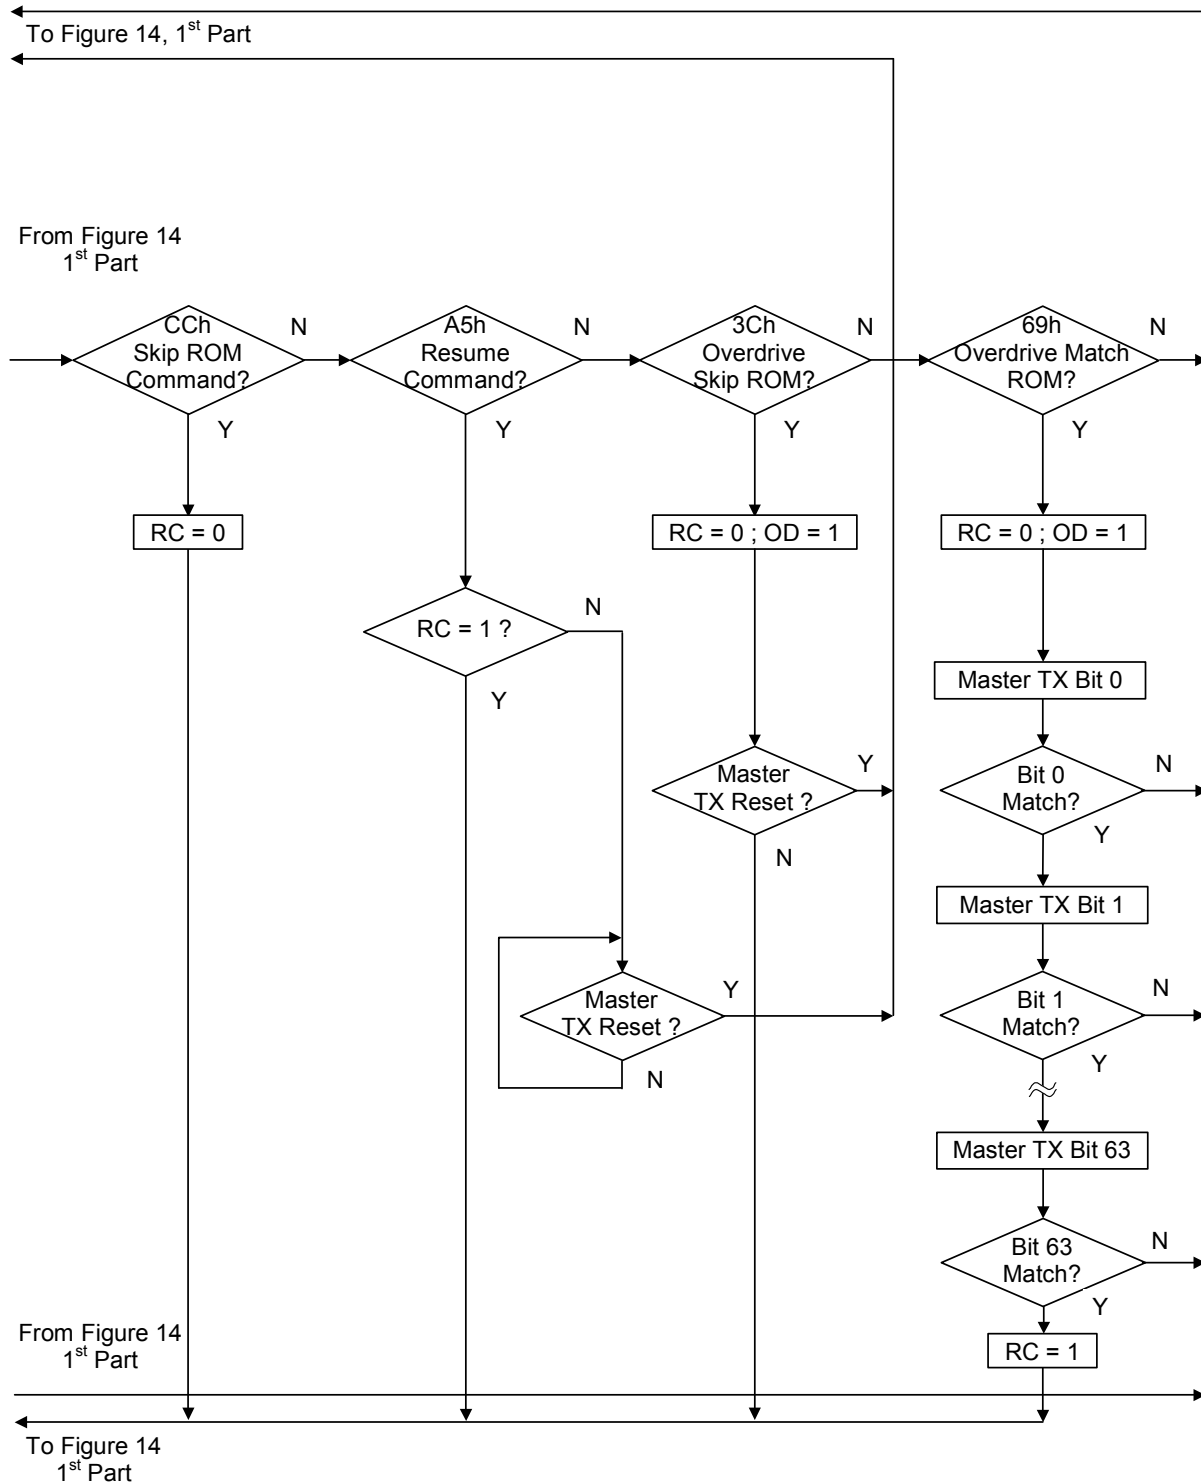 To Figure 14, 1st Part
From Figure 14
1st Part
CCh
Skip ROM
Command?
N
Y
A5h
Resume
Command?
N
Y
3Ch
Overdrive
Skip ROM?
N
Y
69h
Overdrive Match
ROM?
N
Y
RC = 0
RC = 0 ; OD = 1
RC = 0 ; OD = 1
RC = 1 ?
N
Y
Master TX Bit 0
Master
TX Reset ?
Y
N
Bit 0
Match?
N
Y
Master TX Bit 1
Master
TX Reset ?
Y
N
Bit 1
Match?
N
Y
Master TX Bit 63
Bit 63
Match?
N
Y
RC = 1
From Figure 14
1st Part
To Figure 14
1st Part